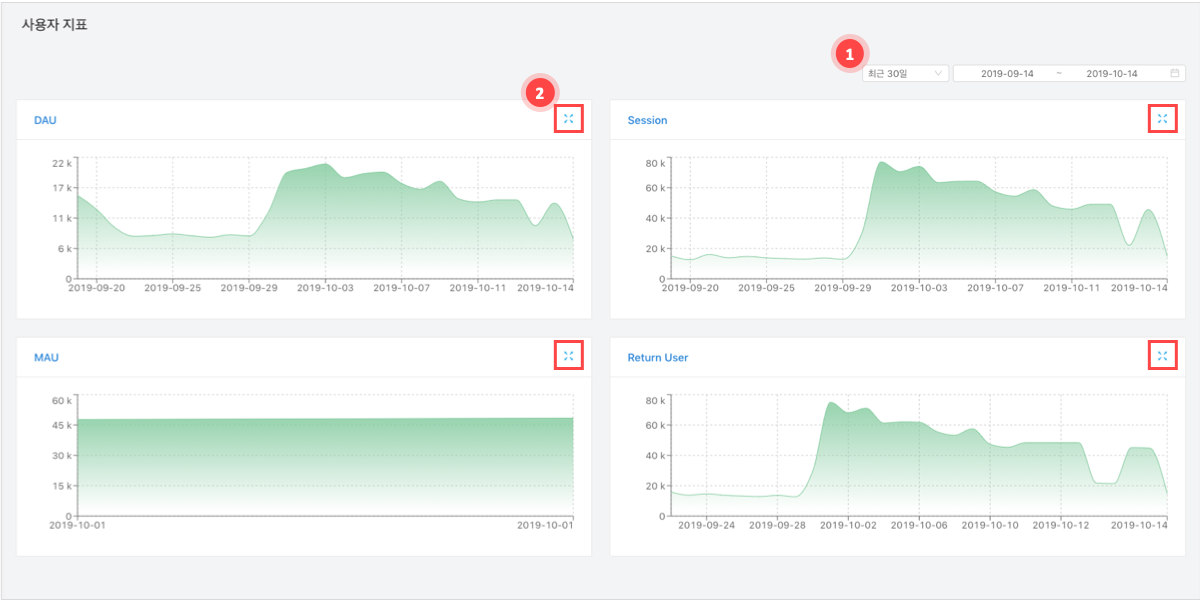 사용자 지표
1
최근 30일 2019-09-14 ~ 2019-10-14
2
DAU
22 k
17 k
11 k
6 k
0
2019-09-20 2019-09-25 2019-09-29 2019-10-03 2019-10-07 2019-10-11 2019-10-14
Session
80 k
60 k
40 k
20 k
0
2019-09-20 2019-09-25 2019-09-29 2019-10-03 2019-10-07 2019-10-11 2019-10-14
MAU
60 k
45 k
30 k
15 k
0
2019-10-01 2019-10-01
Return User
80 k
60 k
40 k
20 k
0
2019-09-24 2019-09-28 2019-10-02 2019-10-06 2019-10-10 2019-10-12 2019-10-14